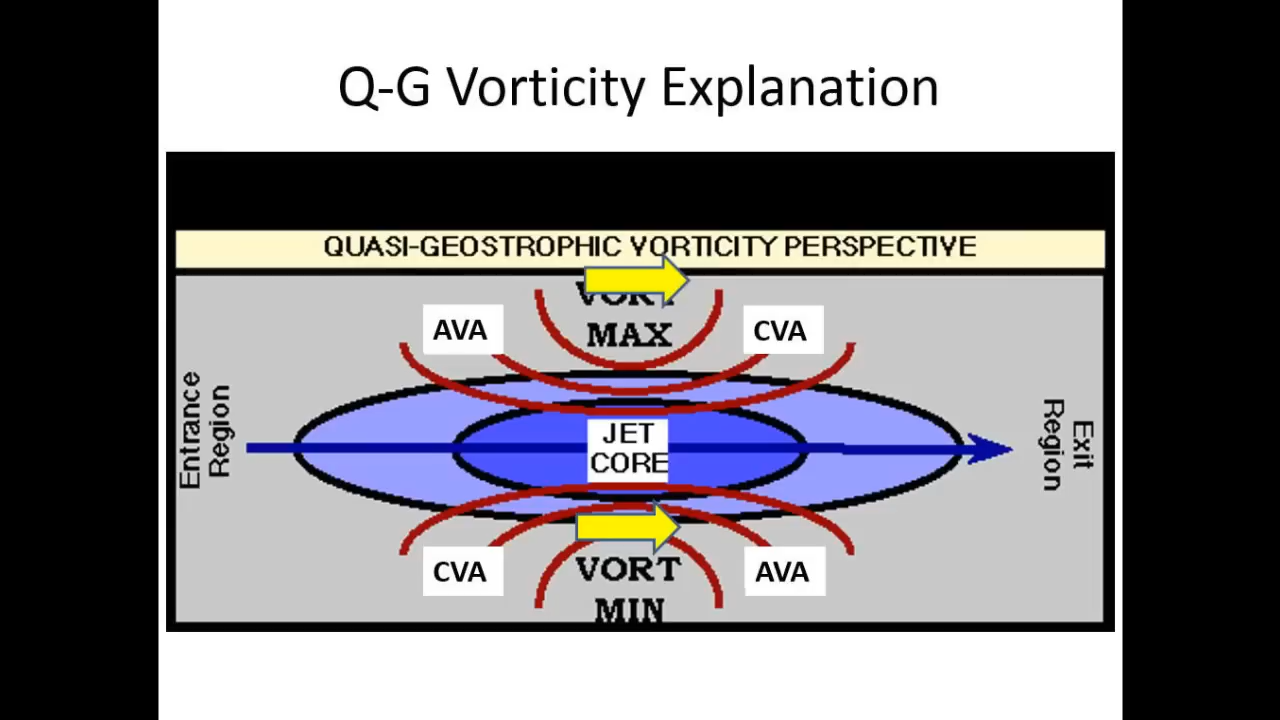 Q-G Vorticity Explanation
QUASI-GEOSTROPHIC VORTICITY PERSPECTIVE
VORT
MAX
AVA
CVA
Entrance
Region
JET
CORE
Exit
Region
CVA
VORT
MIN
AVA